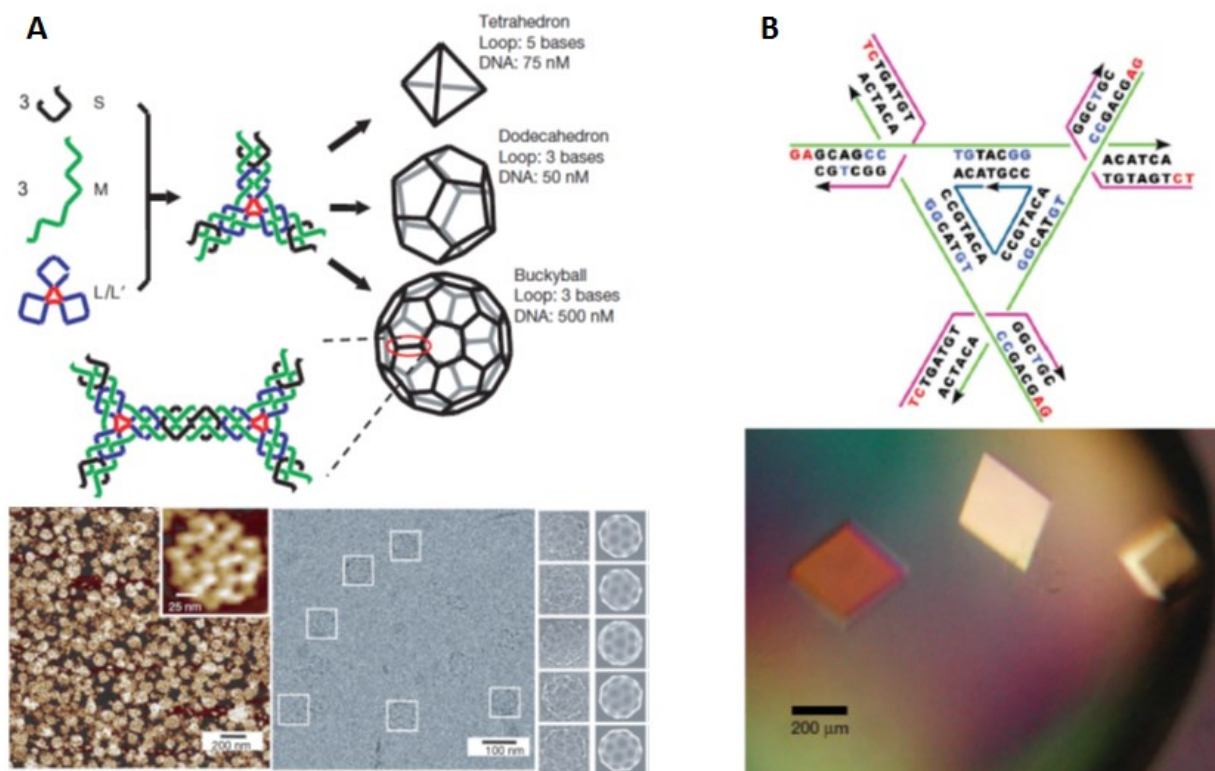 A
Tetrahedron
Loop: 5 bases
DNA: 75 nM
3 S
3 M
L/L′
Dodecahedron
Loop: 3 bases
DNA: 50 nM
Buckyball
Loop: 3 bases
DNA: 500 nM
25 nm
200 nm
100 nm
B
TCTGATGT
ACTACA
GGCTGC
CCGACGAG
GAGCAGCC
CGTCGG
TGTACGG
ACATGCC
ACATCA
TGTAGTCT
CCGTACA
GGCATGT
CCGTACA
GGCATGT
TCTGATGT
ACTACA
GGCTGC
CCGACGAG
200 μm